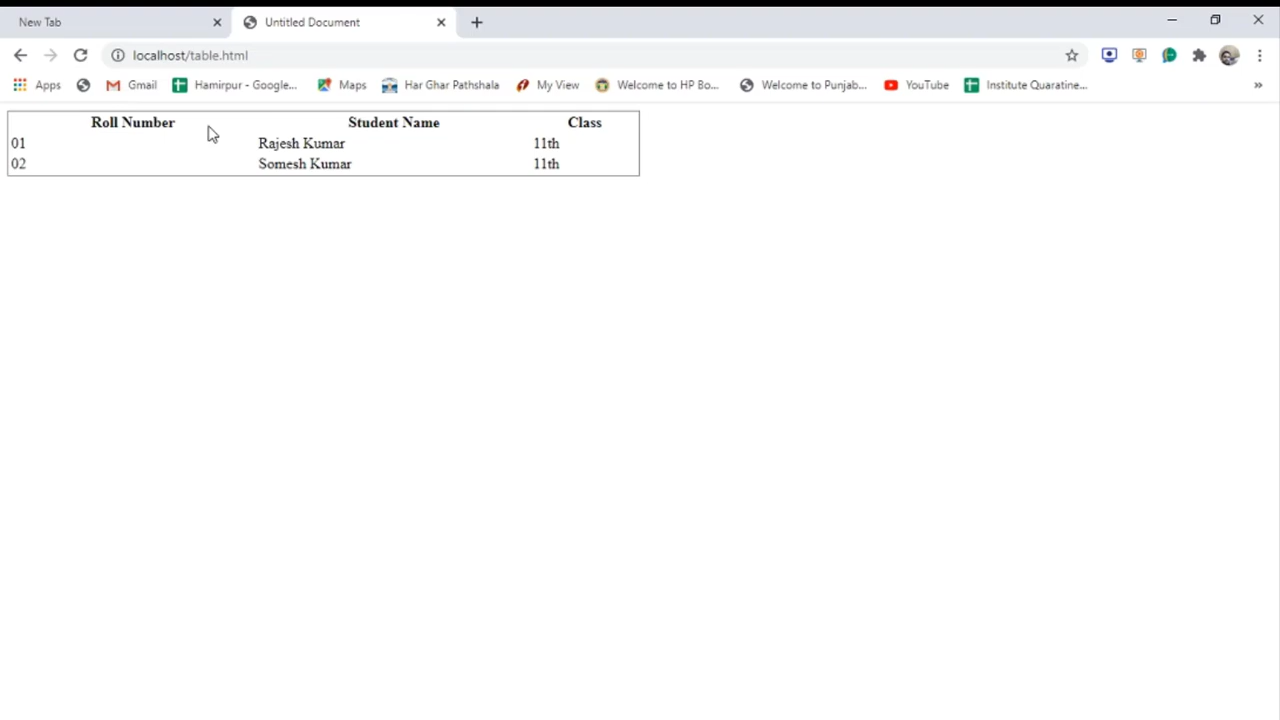 New Tab
Untitled Document
localhost/table.html
Apps
Gmail
Hamirpur - Google...
Maps
Har Ghar Pathshala
My View
Welcome to HP Bo...
Welcome to Punjab...
YouTube
Institute Quaratine...
Roll Number Student Name Class
01 Rajesh Kumar 11th
02 Somesh Kumar 11th